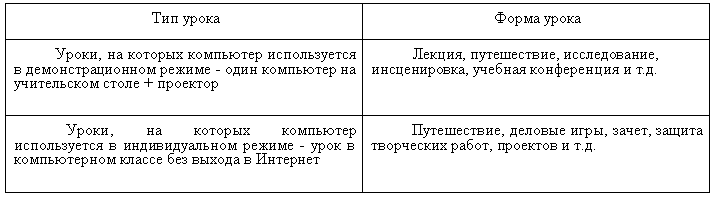 Тип урока
Форма урока
Уроки, на которых компьютер используется
в демонстрационном режиме - один компьютер на
учительском столе + проектор
Лекция, путешествие, исследование,
инсценировка, учебная конференция и т.д.
Уроки, на которых компьютер
используется в индивидуальном режиме - урок в
компьютерном классе без выхода в Интернет
Путешествие, деловые игры, зачет, защита
творческих работ, проектов и т.д.